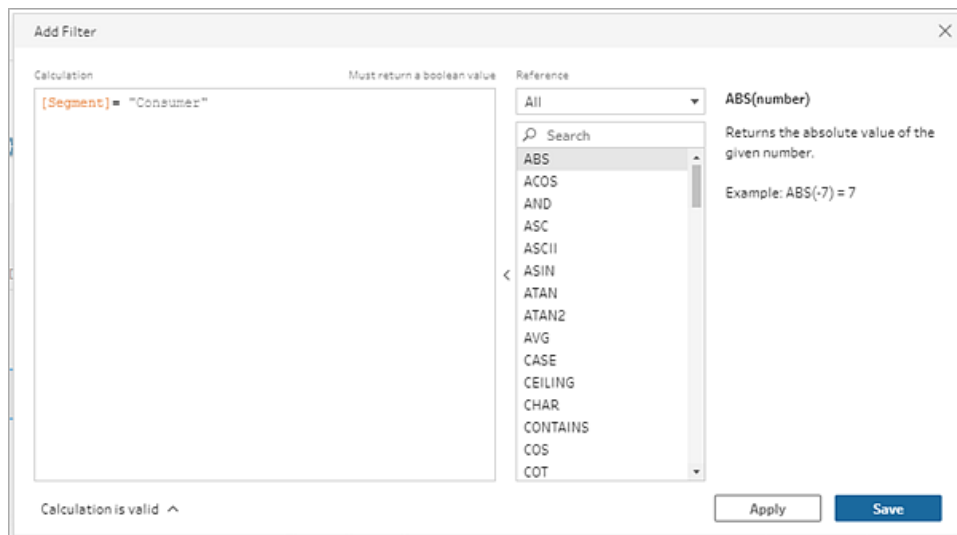 Add Filter
Calculation
Must return a boolean value
Reference
[Segment]= "Consumer"
All
Search
ABS
ACOS
AND
ASC
ASCII
ASIN
ATAN
ATAN2
AVG
CASE
CEILING
CHAR
CONTAINS
COS
COT
ABS(number)
Returns the absolute value of the
given number.
Example: ABS(-7) = 7
Calculation is valid
Apply
Save